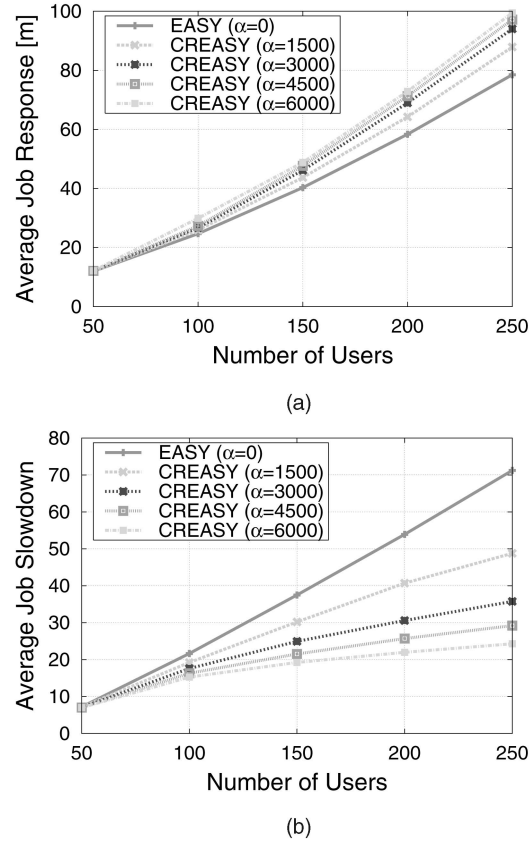 Average Job Response [m]
100
80
60
40
20
0
EASY (α=0)
CREASY (α=1500)
CREASY (α=3000)
CREASY (α=4500)
CREASY (α=6000)
50 100 150 200 250
Number of Users
(a)
Average Job Slowdown
80
70
60
50
40
30
20
10
0
EASY (α=0)
CREASY (α=1500)
CREASY (α=3000)
CREASY (α=4500)
CREASY (α=6000)
50 100 150 200 250
Number of Users
(b)